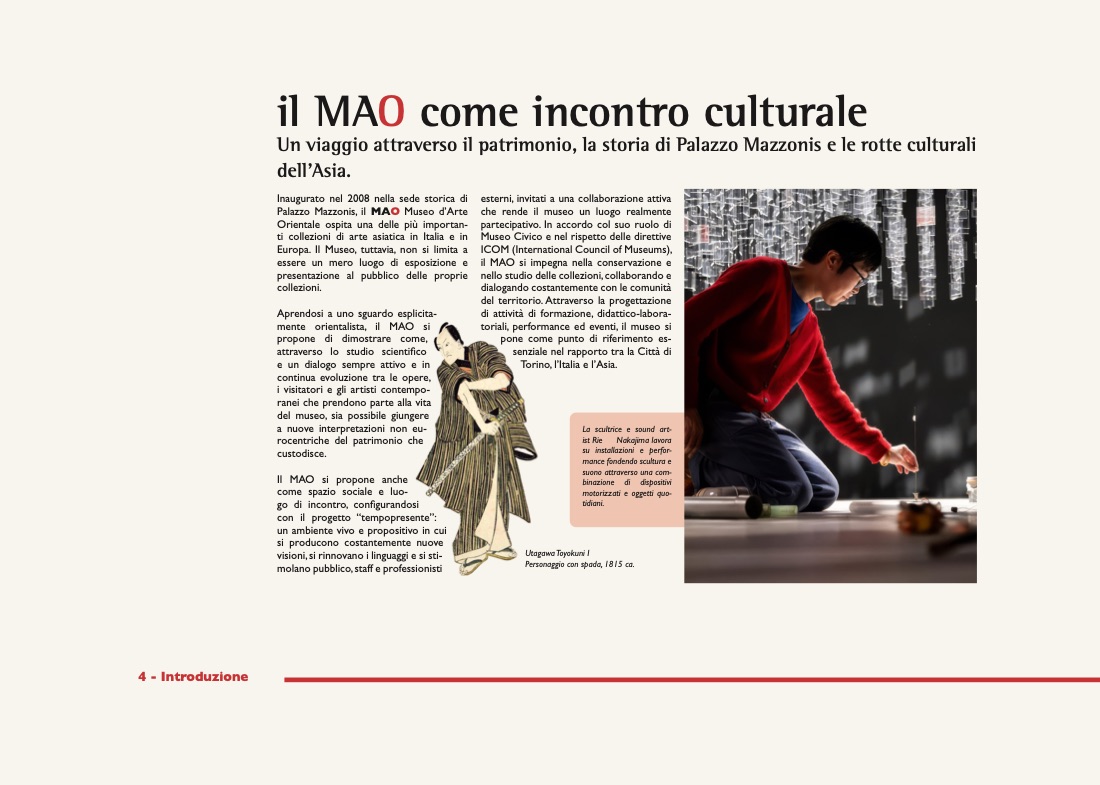 il MAO come incontro culturale
Un viaggio attraverso il patrimonio, la storia di Palazzo Mazzonis e le rotte culturali
dell’Asia.
Inaugurato nel 2008 nella sede storica di
Palazzo Mazzonis, il MAO Museo d’Arte
Orientale ospita una delle più importan-
ti collezioni di arte asiatica in Italia e in
Europa. Il Museo, tuttavia, non si limita a
essere un mero luogo di esposizione e
presentazione al pubblico delle proprie
collezioni.
Aprendosi a uno sguardo esplicita-
mente orientalista, il MAO si
propone di dimostrare come,
attraverso lo studio scientifico
e un dialogo sempre attivo e in
continua evoluzione tra le opere,
i visitatori e gli artisti contempo-
ranei che prendono parte alla vita
del museo, sia possibile giungere
a nuove interpretazioni non eu-
rocentriche del patrimonio che
custodisce.
Il MAO si propone anche
come spazio sociale e luo-
go di incontro, configurandosi
con il progetto “tempopresente”:
un ambiente vivo e propositivo in cui
si producono costantemente nuove
visioni, si rinnovano i linguaggi e si sti-
molano pubblico, staff e professionisti
esterni, invitati a una collaborazione attiva
che rende il museo un luogo realmente
partecipativo. In accordo col suo ruolo di
Museo Civico e nel rispetto delle direttive
ICOM (International Council of Museums),
il MAO si impegna nella conservazione e
nello studio delle collezioni, collaborando e
dialogando costantemente con le comunità
del territorio. Attraverso la progettazione
di attività di formazione, didattico-labora-
toriali, performance ed eventi, il museo si
pone come punto di riferimento es-
senziale nel rapporto tra la Città di
Torino, l’Italia e l’Asia.
La scultrice e sound art-
ist Rie Nakajima lavora
su installazioni e perfor-
mance fondendo scultura e
suono attraverso una com-
binazione di dispositivi
motorizzati e oggetti quo-
tidiani.
Utagawa Toyokuni I
Personaggio con spada, 1815 ca.
4 - Introduzione